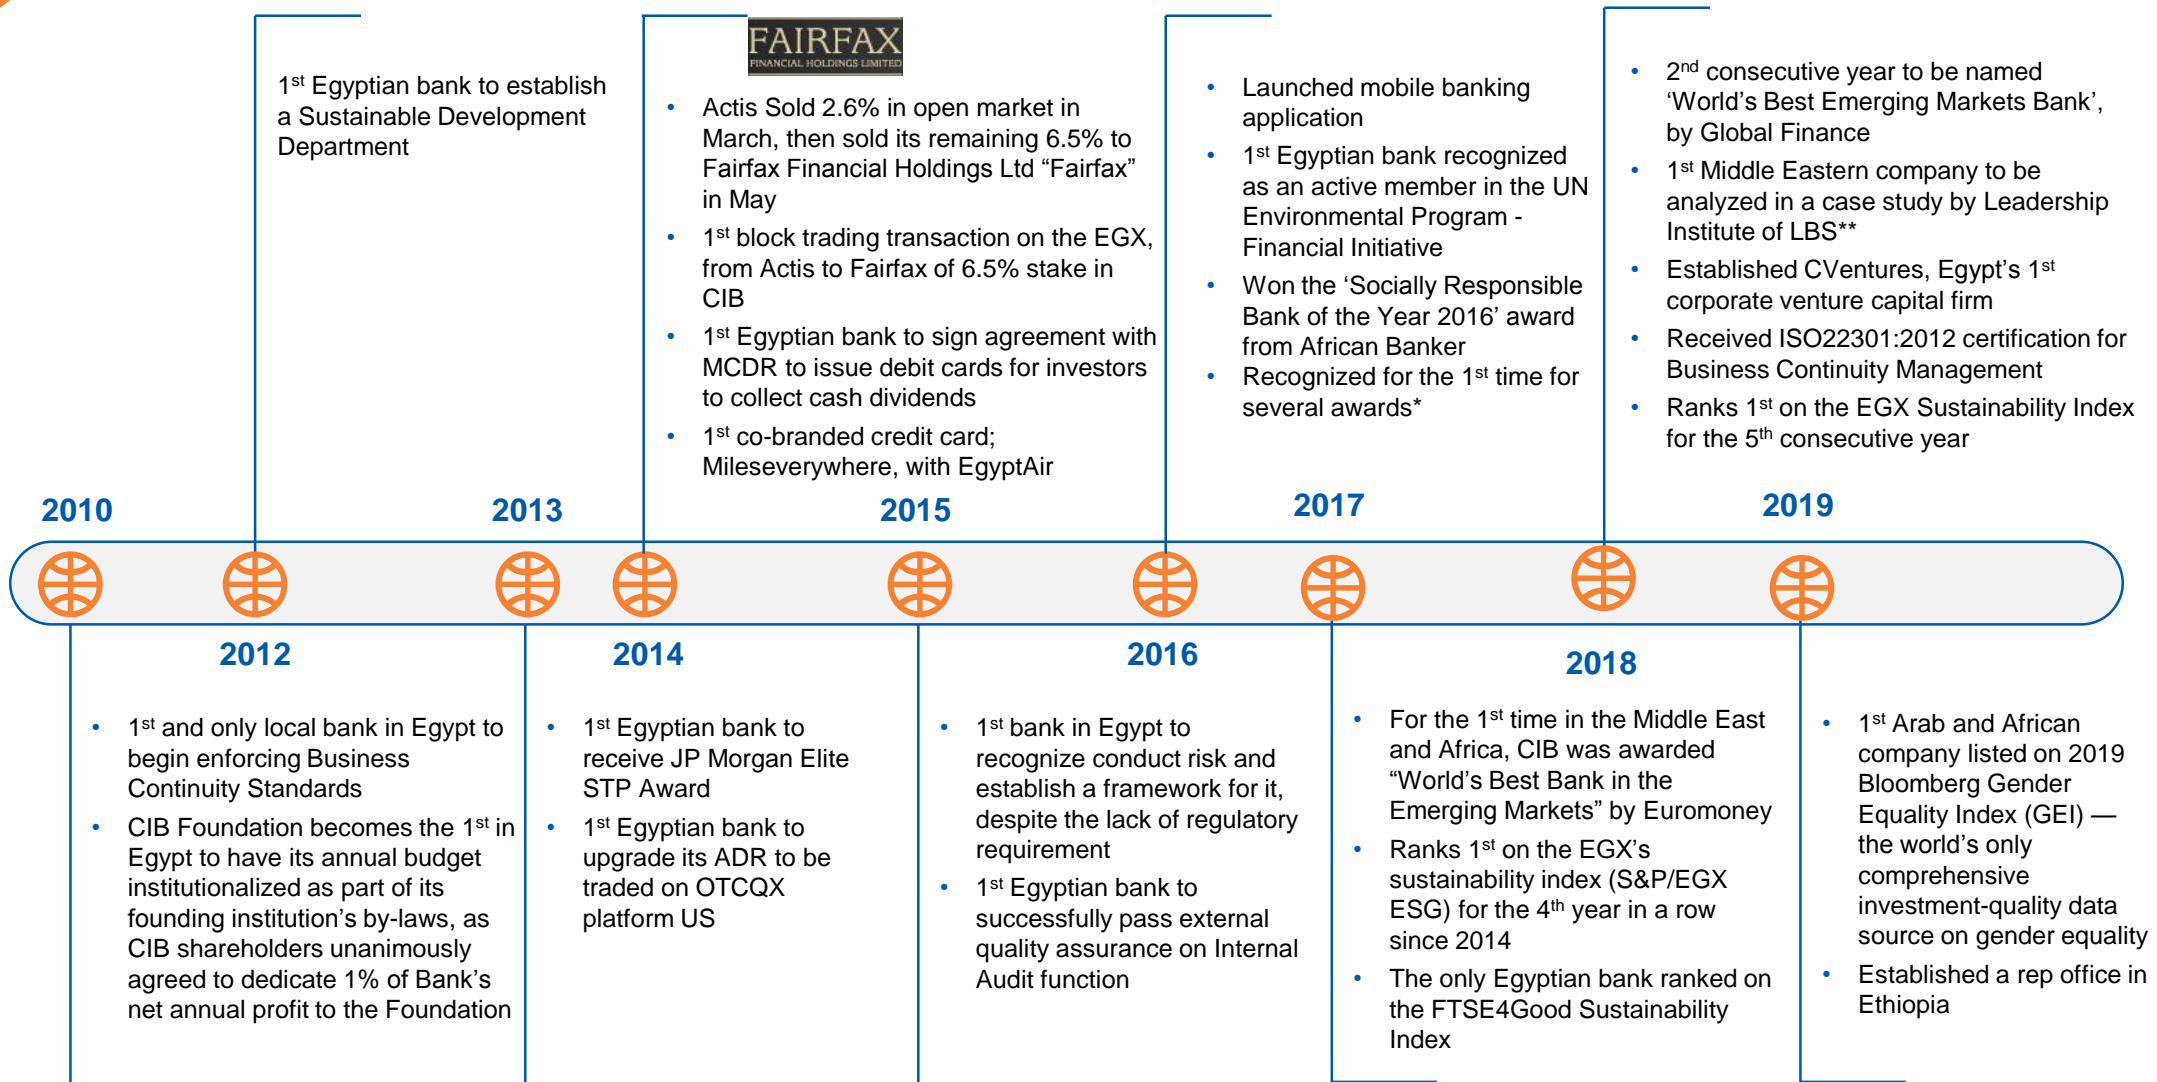 1st Egyptian bank to establish
a Sustainable Development
Department
FAIRFAX
FINANCIAL HOLDINGS LIMITED
• Actis Sold 2.6% in open market in
March, then sold its remaining 6.5% to
Fairfax Financial Holdings Ltd “Fairfax”
in May
• 1st block trading transaction on the EGX,
from Actis to Fairfax of 6.5% stake in
CIB
• 1st Egyptian bank to sign agreement with
MCDR to issue debit cards for investors
to collect cash dividends
• 1st co-branded credit card;
Mileseverywhere, with EgyptAir
• Launched mobile banking
application
• 1st Egyptian bank recognized
as an active member in the UN
Environmental Program -
Financial Initiative
• Won the ‘Socially Responsible
Bank of the Year 2016’ award
from African Banker
• Recognized for the 1st time for
several awards*
• 2nd consecutive year to be named
‘World’s Best Emerging Markets Bank’,
by Global Finance
• 1st Middle Eastern company to be
analyzed in a case study by Leadership
Institute of LBS**
• Established CVentures, Egypt’s 1st
corporate venture capital firm
• Received ISO22301:2012 certification for
Business Continuity Management
• Ranks 1st on the EGX Sustainability Index
for the 5th consecutive year
2010
2013
2015
2017
2019
2012
2014
2016
2018
• 1st and only local bank in Egypt to
begin enforcing Business
Continuity Standards
• CIB Foundation becomes the 1st in
Egypt to have its annual budget
institutionalized as part of its
founding institution’s by-laws, as
CIB shareholders unanimously
agreed to dedicate 1% of Bank’s
net annual profit to the Foundation
• 1st Egyptian bank to
receive JP Morgan Elite
STP Award
• 1st Egyptian bank to
upgrade its ADR to be
traded on OTCQX
platform US
• 1st bank in Egypt to
recognize conduct risk and
establish a framework for it,
despite the lack of regulatory
requirement
• 1st Egyptian bank to
successfully pass external
quality assurance on Internal
Audit function
• For the 1st time in the Middle East
and Africa, CIB was awarded
“World’s Best Bank in the
Emerging Markets” by Euromoney
• Ranks 1st on the EGX’s
sustainability index (S&P/EGX
ESG) for the 4th year in a row
since 2014
• The only Egyptian bank ranked on
the FTSE4Good Sustainability
Index
• 1st Arab and African
company listed on 2019
Bloomberg Gender
Equality Index (GEI) —
the world’s only
comprehensive
investment-quality data
source on gender equality
• Established a rep office in
Ethiopia